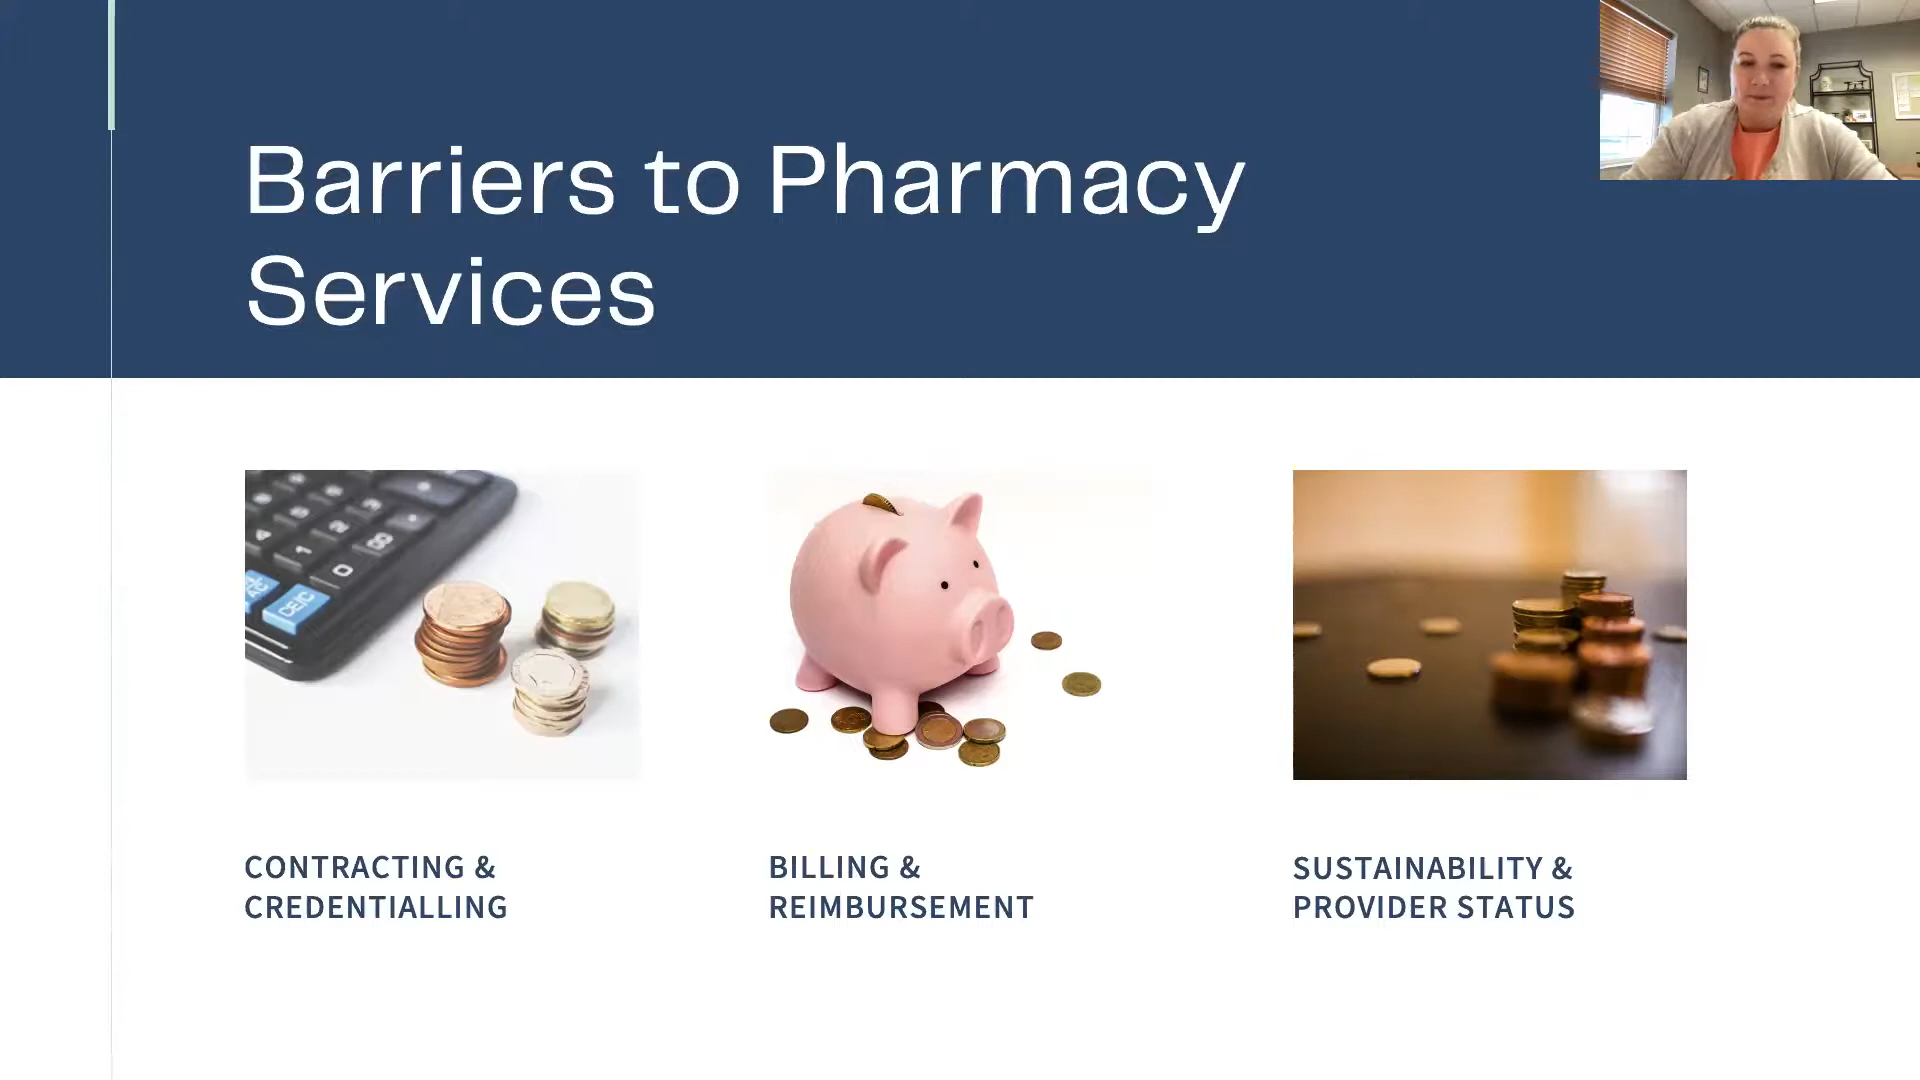 Barriers to Pharmacy
Services
CONTRACTING &
CREDENTIALLING
BILLING &
REIMBURSEMENT
SUSTAINABILITY &
PROVIDER STATUS